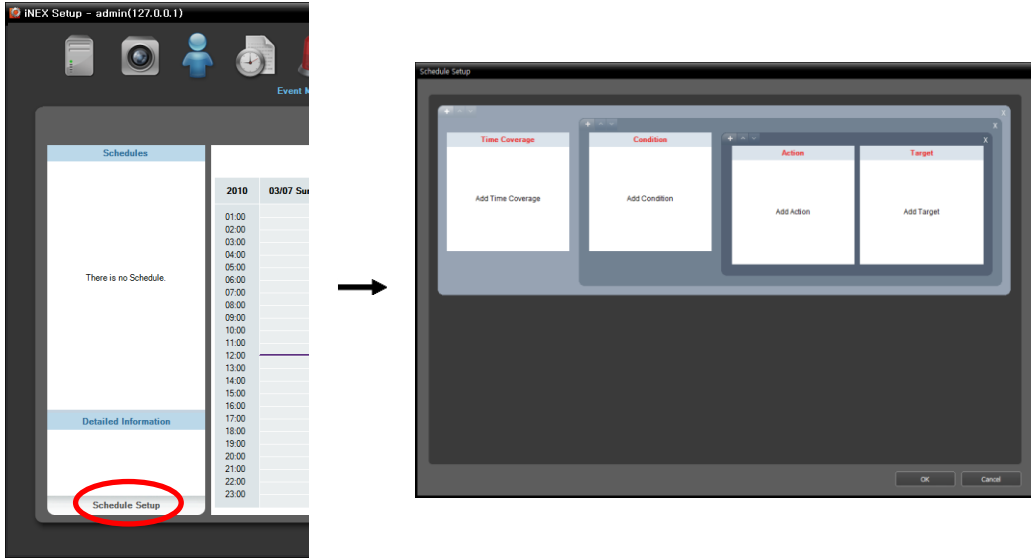 iNEX Setup - admin(127.0.0.1)
Event M
Schedules
There is no Schedule.
Detailed Information
Schedule Setup
2010 03/07 Sun
01:00
02:00
03:00
04:00
05:00
06:00
07:00
08:00
09:00
10:00
11:00
12:00
13:00
14:00
15:00
16:00
17:00
18:00
19:00
20:00
21:00
22:00
23:00
Schedule Setup
Time Coverage
Add Time Coverage
Condition
Add Condition
Action
Add Action
Target
Add Target
OK Cancel